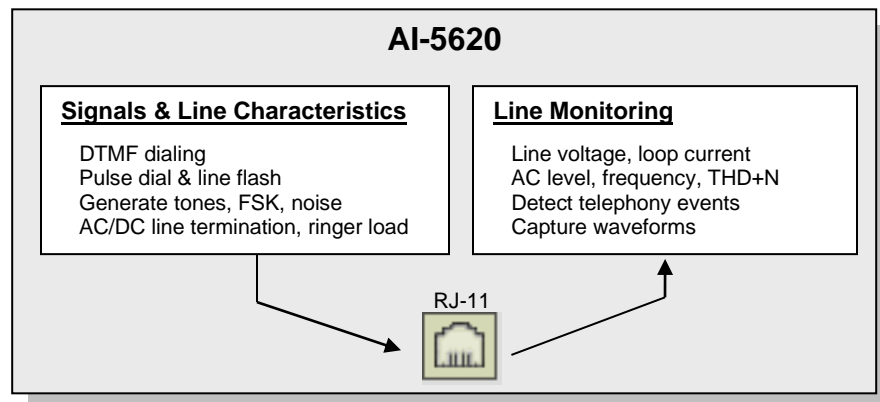 AI-5620
Signals & Line Characteristics
DTMF dialing
Pulse dial & line flash
Generate tones, FSK, noise
AC/DC line termination, ringer load
Line Monitoring
Line voltage, loop current
AC level, frequency, THD+N
Detect telephony events
Capture waveforms
RJ-11